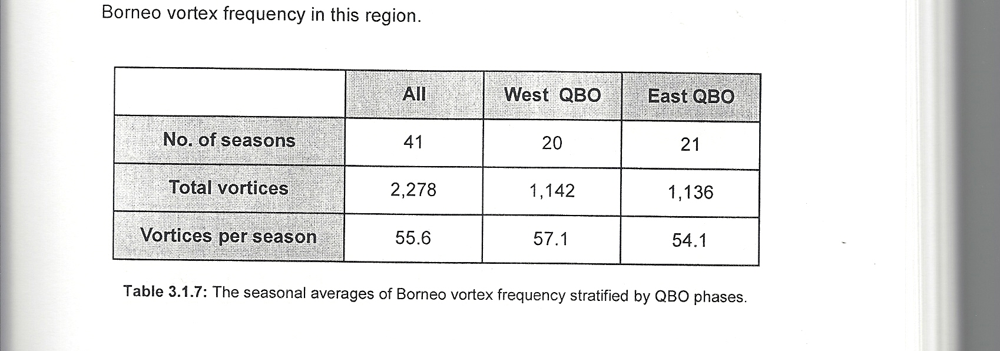 Borneo vortex frequency in this region.
All West QBO East QBO
No. of seasons 41 20 21
Total vortices 2,278 1,142 1,136
Vortices per season 55.6 57.1 54.1
Table 3.1.7: The seasonal averages of Borneo vortex frequency stratified by QBO phases.